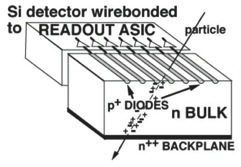 Si detector wirebonded
to READOUT ASIC
particle
p+ DIODES
n BULK
n++ BACKPLANE